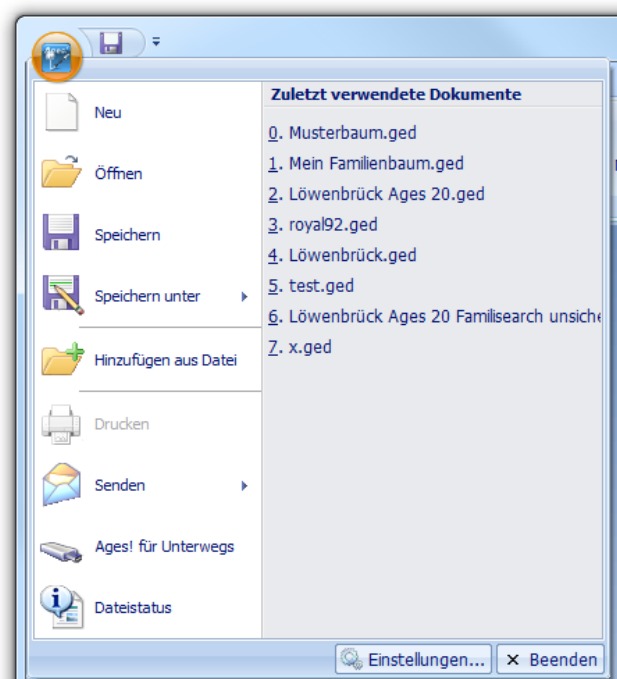 Ages!
Neu
Öffnen
Speichern
Speichern unter
Hinzufügen aus Datei
Drucken
Senden
Ages! für Unterwegs
Dateistatus
Zuletzt verwendete Dokumente
0. Musterbaum.ged
1. Mein Familienbaum.ged
2. Löwenbrück Ages 20.ged
3. royal92.ged
4. Löwenbrück.ged
5. test.ged
6. Löwenbrück Ages 20 Familisearch unsiche
7. x.ged
Einstellungen...
Beenden